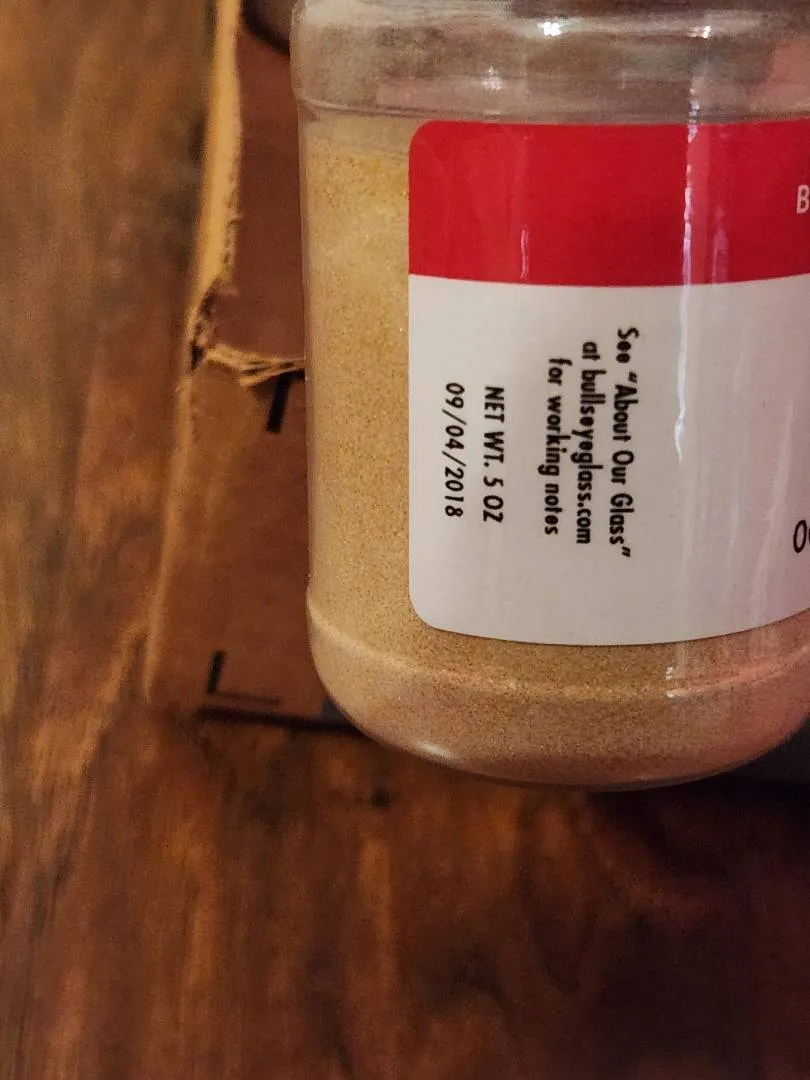 See "About Our Glass"
at bullseyeglass.com
for working notes
NET WT. 5 OZ
09/04/2018
B